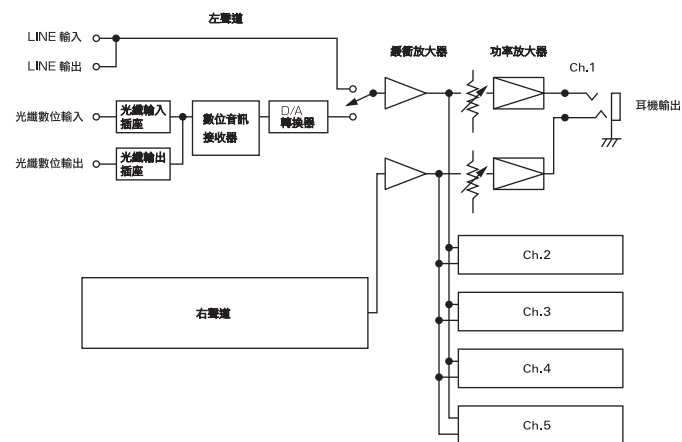 左聲道
LINE 輸入
LINE 輸出
緩衝放大器
功率放大器
Ch.1
耳機輸出
光纖數位輸入
光纖輸入
插座
數位音訊
接收器
D/A
轉換器
光纖數位輸出
光纖輸出
插座
Ch.2
右聲道
Ch.3
Ch.4
Ch.5